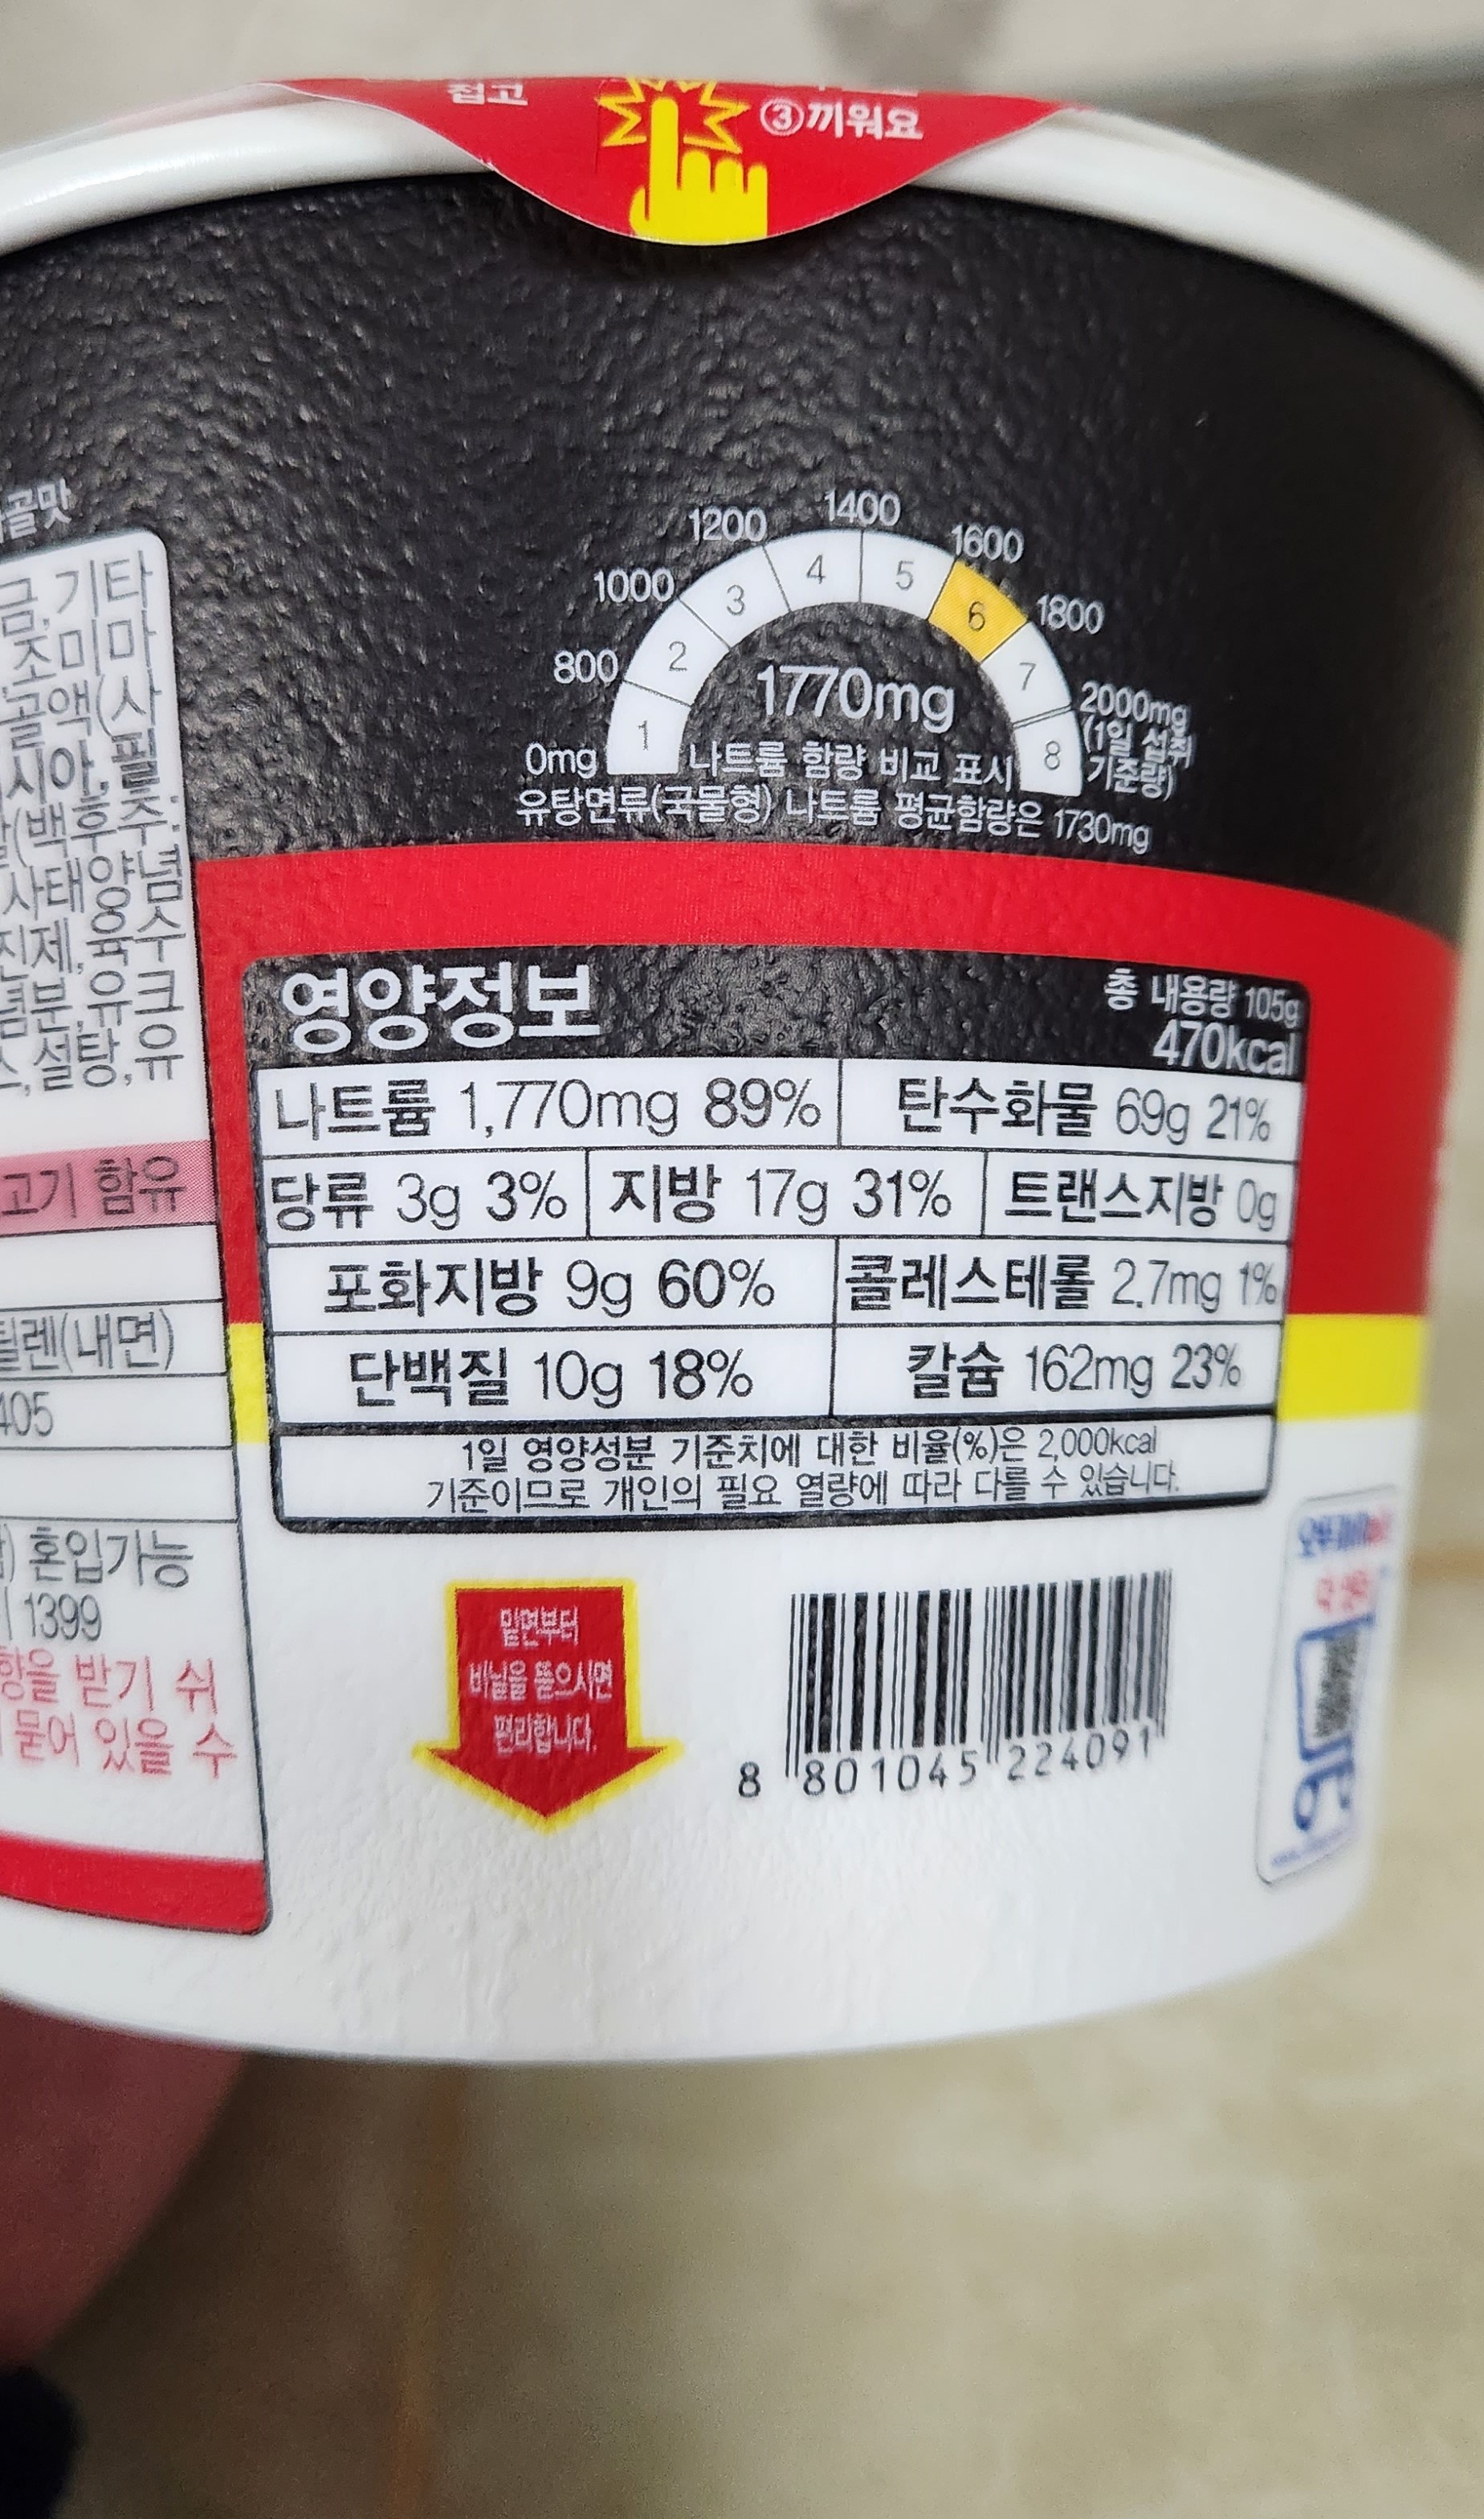 접고
③끼워요
골맛
금,기타
,조미마
골액(사
시아,필
(백후추,
사태양념
진제,육수
념분,유크
스,설탕,유
고기 함유
틸렌(내면)
405
혼입가능
1399
향을 받기 쉬
묻어 있을 수
0mg
800
1000
1200
1400
1600
1800
2000mg
(1일 섭취
기준량)
1
2
3
4
5
6
7
8
1770mg
나트륨 함량 비교 표시
유탕면류(국물형) 나트륨 평균함량은 1730mg
영양정보
총 내용량 105g
470kcal
나트륨 1,770mg 89% 탄수화물 69g 21%
당류 3g 3% 지방 17g 31% 트랜스지방 0g
포화지방 9g 60% 콜레스테롤 2.7mg 1%
단백질 10g 18% 칼슘 162mg 23%
1일 영양성분 기준치에 대한 비율(%)은 2,000kcal
기준이므로 개인의 필요 열량에 따라 다를 수 있습니다.
밑면부터
비닐을 뜯으시면
편리합니다.
8 801045 224091